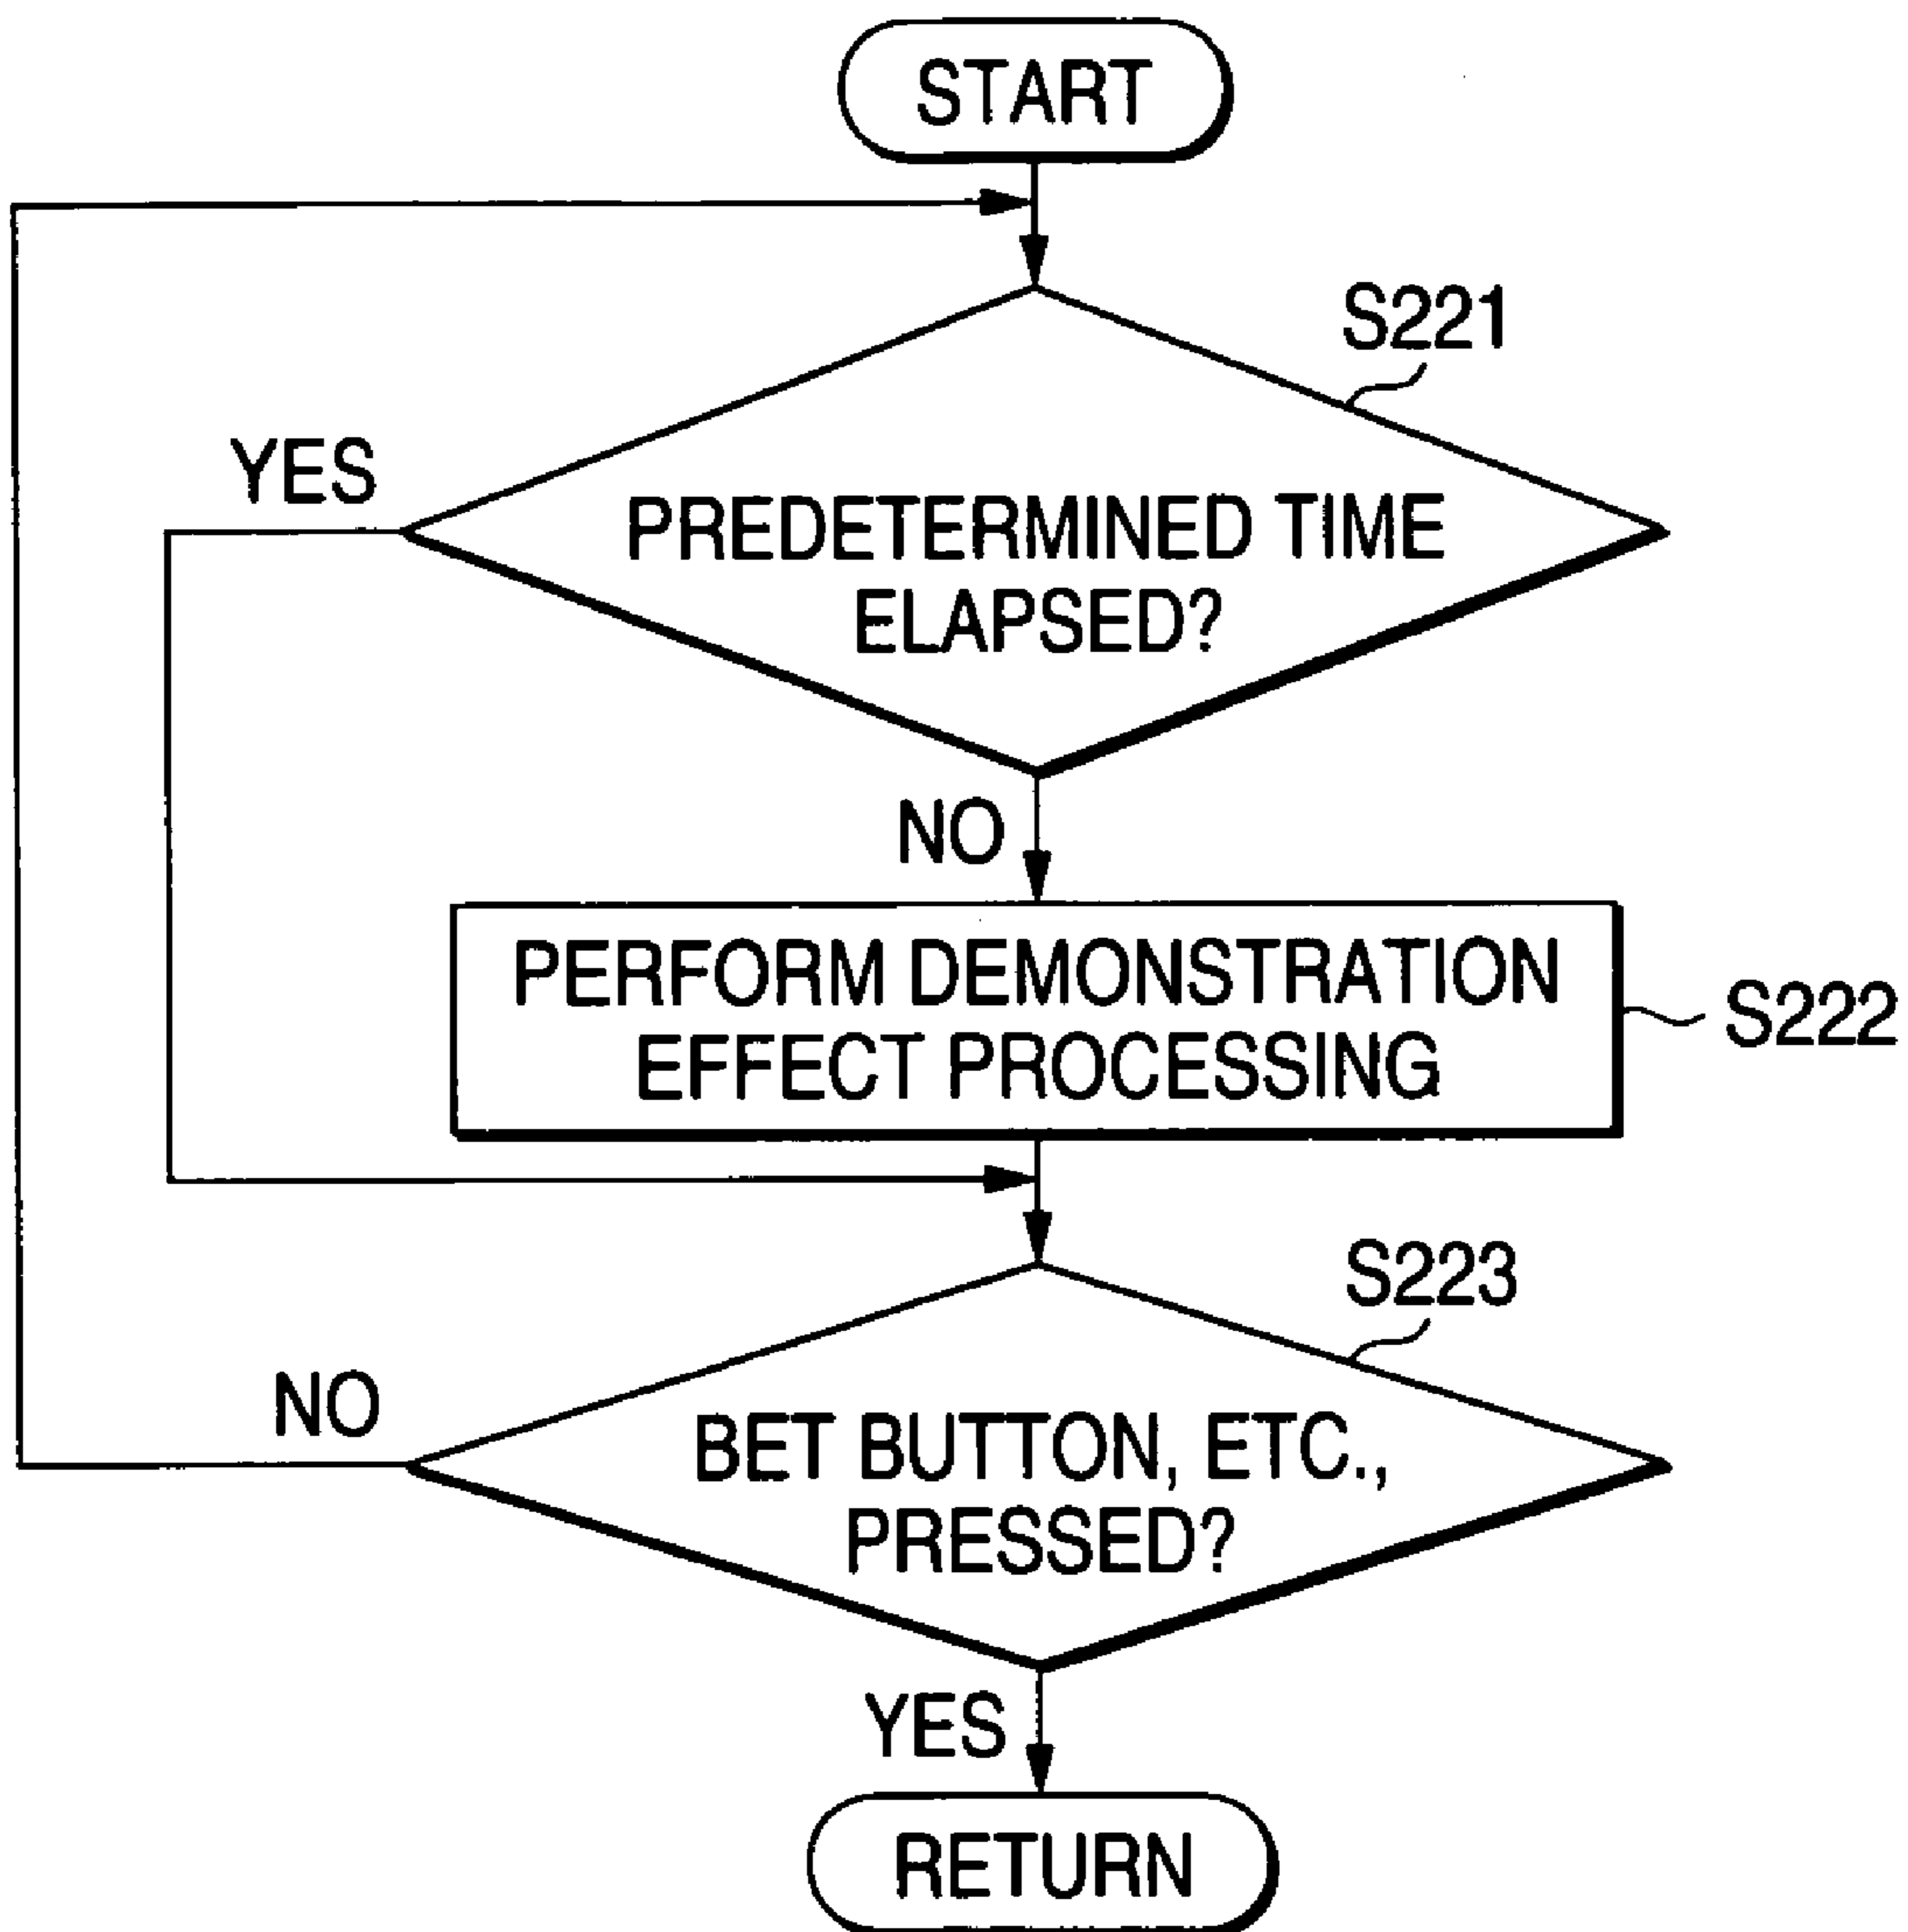 START
S221
YES
PREDETERMINED TIME
ELAPSED?
NO
PERFORM DEMONSTRATION
EFFECT PROCESSING
S222
S223
NO
BET BUTTON, ETC.,
PRESSED?
YES
RETURN